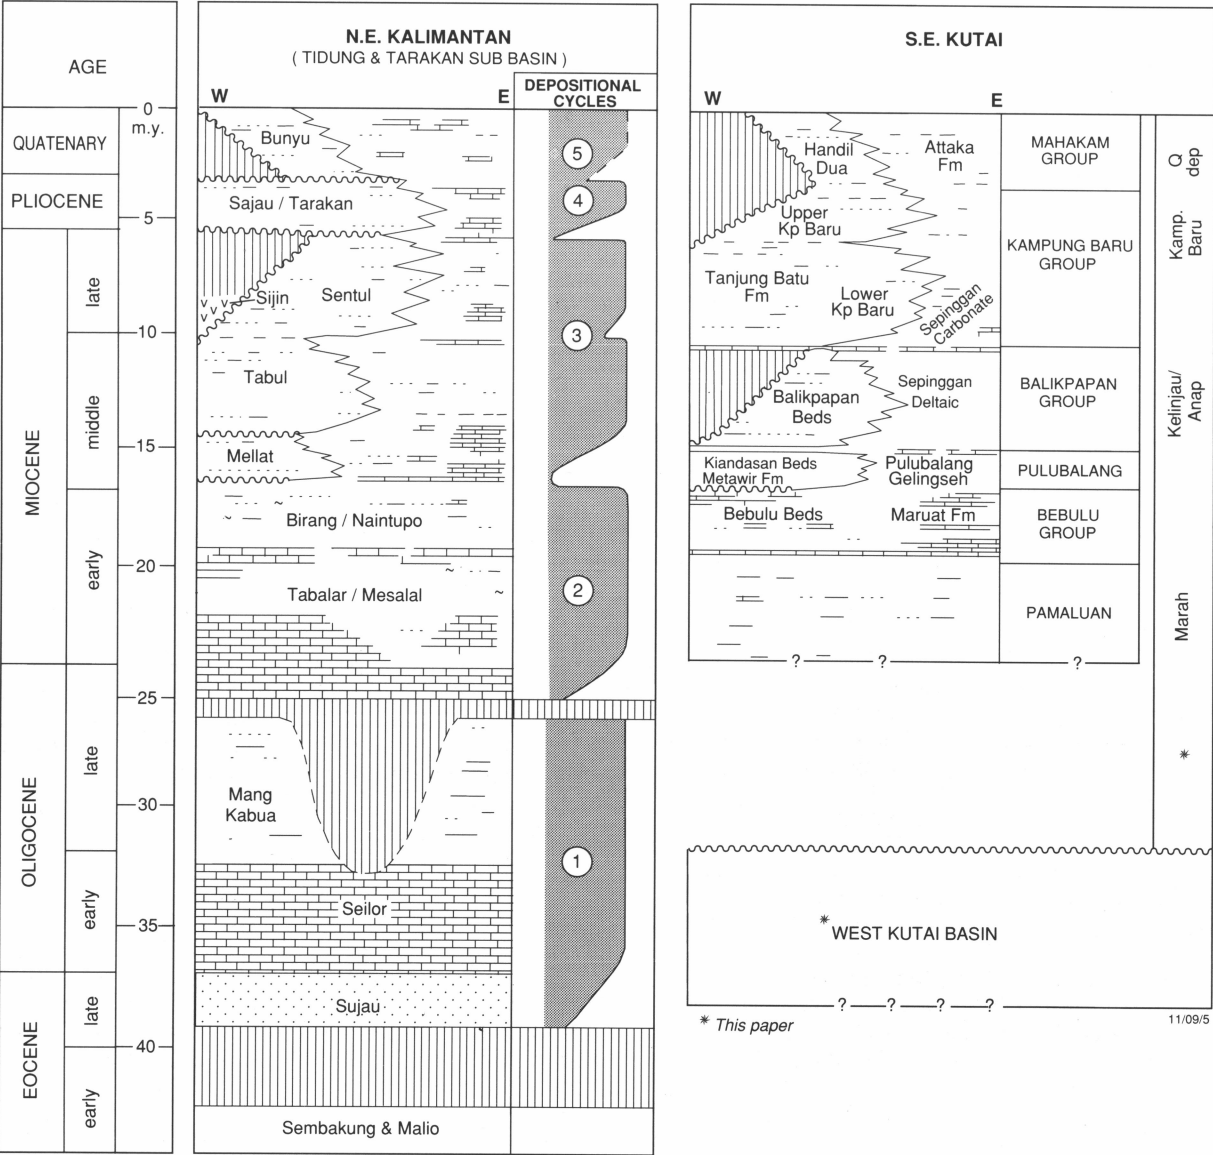 AGE
0
m.y.
5
10
15
20
25
30
35
40
QUATENARY
PLIOCENE
MIOCENE
late
middle
early
OLIGOCENE
late
early
EOCENE
late
early
N.E. KALIMANTAN
( TIDUNG & TARAKAN SUB BASIN )
W
E
DEPOSITIONAL
CYCLES
Bunyu
Sajau / Tarakan
Sijin
Sentul
v v v
v v
v
Tabul
Mellat
Birang / Naintupo
Tabalar / Mesalal
Mang
Kabua
Seilor
Sujau
Sembakung & Malio
5
4
3
2
1
S.E. KUTAI
W
E
Handil
Dua
Attaka
Fm
Upper
Kp Baru
Tanjung Batu
Fm
Lower
Kp Baru
Sepinggan
Carbonate
Balikpapan
Beds
Sepinggan
Deltaic
Kiandasan Beds
Metawir Fm
Pulubalang
Gelingseh
Bebulu Beds
Maruat Fm
? ? ?
MAHAKAM
GROUP
KAMPUNG BARU
GROUP
BALIKPAPAN
GROUP
PULUBALANG
BEBULU
GROUP
PAMALUAN
Q
dep
Kamp.
Baru
Kelinjau/
Anap
Marah
*
* WEST KUTAI BASIN
? ? ? ?
* This paper
11/09/5